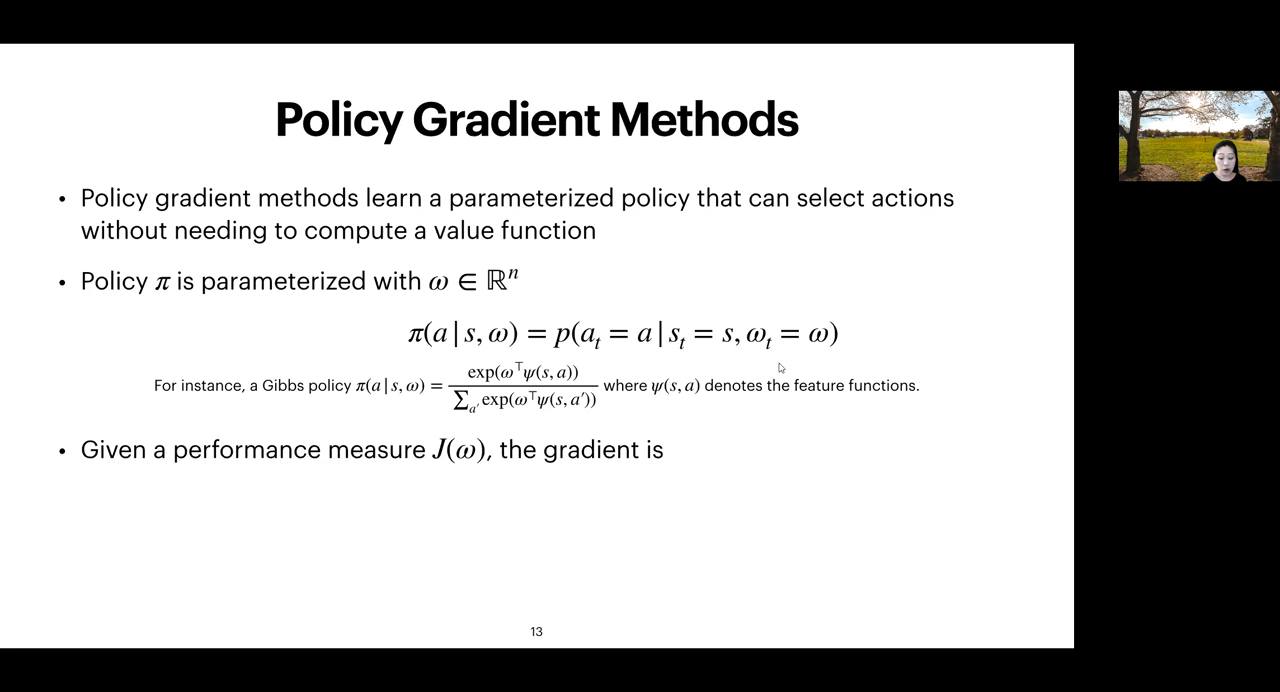 Policy Gradient Methods
• Policy gradient methods learn a parameterized policy that can select actions
without needing to compute a value function
• Policy π is parameterized with ω ∈ ℝⁿ
π(a | s, ω) = p(aₜ = a | sₜ = s, ωₜ = ω)
For instance, a Gibbs policy π(a | s, ω) = exp(ω⊤ψ(s, a)) / ∑a′ exp(ω⊤ψ(s, a′)) where ψ(s, a) denotes the feature functions.
• Given a performance measure J(ω), the gradient is
13